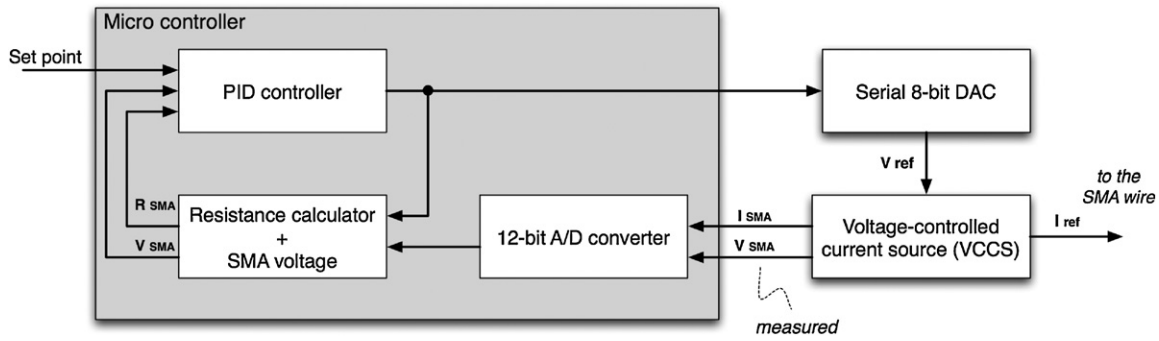 Micro controller
Set point
PID controller
Serial 8-bit DAC
V ref
to the
SMA wire
R SMA
V SMA
Resistance calculator
+
SMA voltage
12-bit A/D converter
I SMA
V SMA
Voltage-controlled
current source (VCCS)
I ref
measured